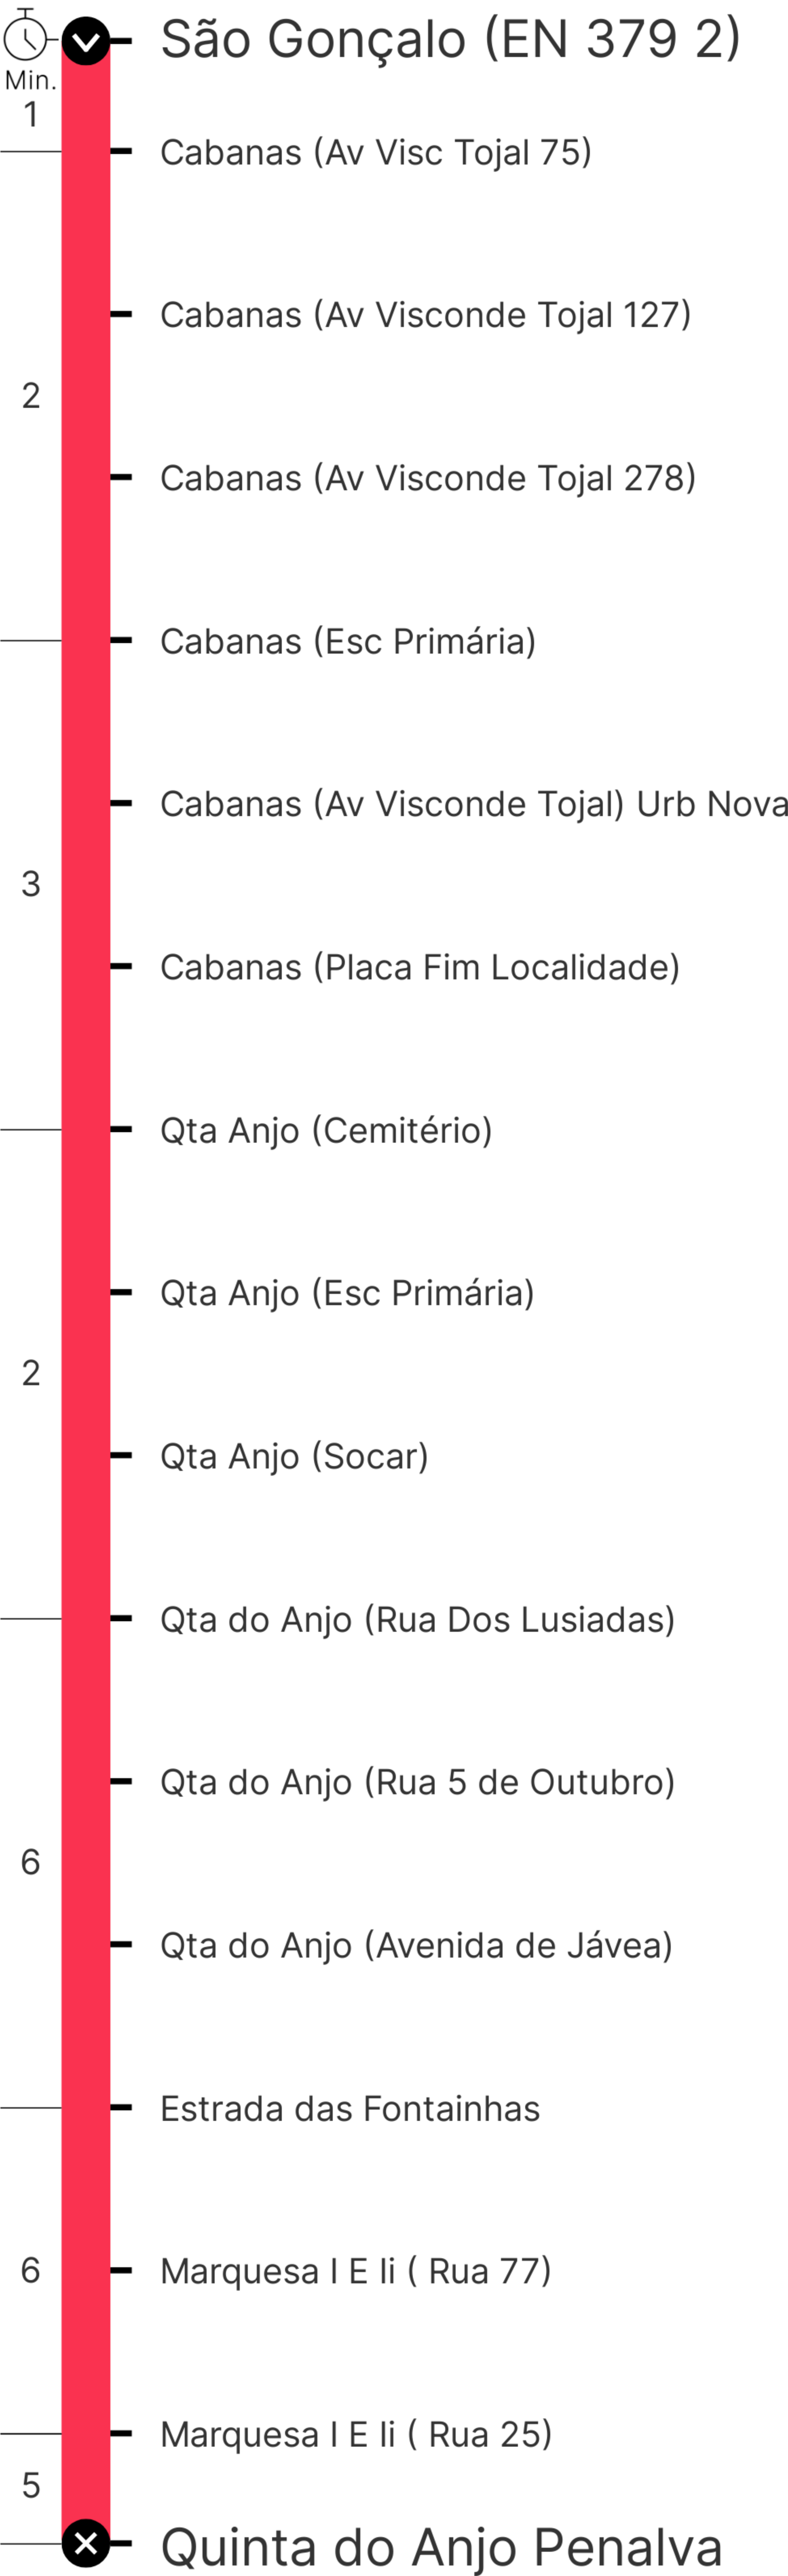 São Gonçalo (EN 379 2)
Min.
1
Cabanas (Av Visc Tojal 75)
Cabanas (Av Visconde Tojal 127)
2
Cabanas (Av Visconde Tojal 278)
Cabanas (Esc Primária)
Cabanas (Av Visconde Tojal) Urb Nova
3
Cabanas (Placa Fim Localidade)
Qta Anjo (Cemitério)
Qta Anjo (Esc Primária)
2
Qta Anjo (Socar)
Qta do Anjo (Rua Dos Lusiadas)
Qta do Anjo (Rua 5 de Outubro)
6
Qta do Anjo (Avenida de Jávea)
Estrada das Fontainhas
6 Marquesa I E Ii ( Rua 77)
Marquesa I E Ii ( Rua 25)
5
Quinta do Anjo Penalva